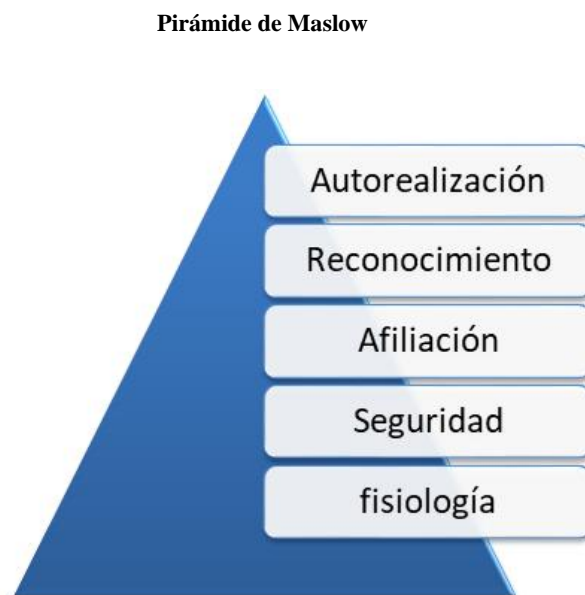 Pirámide de Maslow
Autorealización
Reconocimiento
Afiliación
Seguridad
fisiología